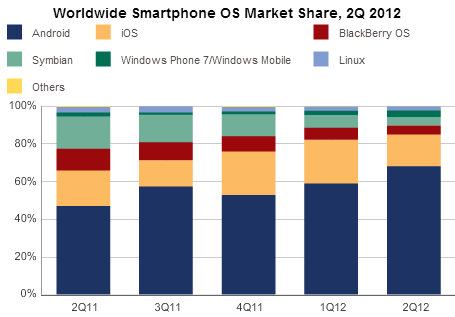 Worldwide Smartphone OS Market Share, 2Q 2012
Android iOS BlackBerry OS
Symbian Windows Phone 7/Windows Mobile Linux
Others
100%
80%
60%
40%
20%
0%
2Q11 3Q11 4Q11 1Q12 2Q12